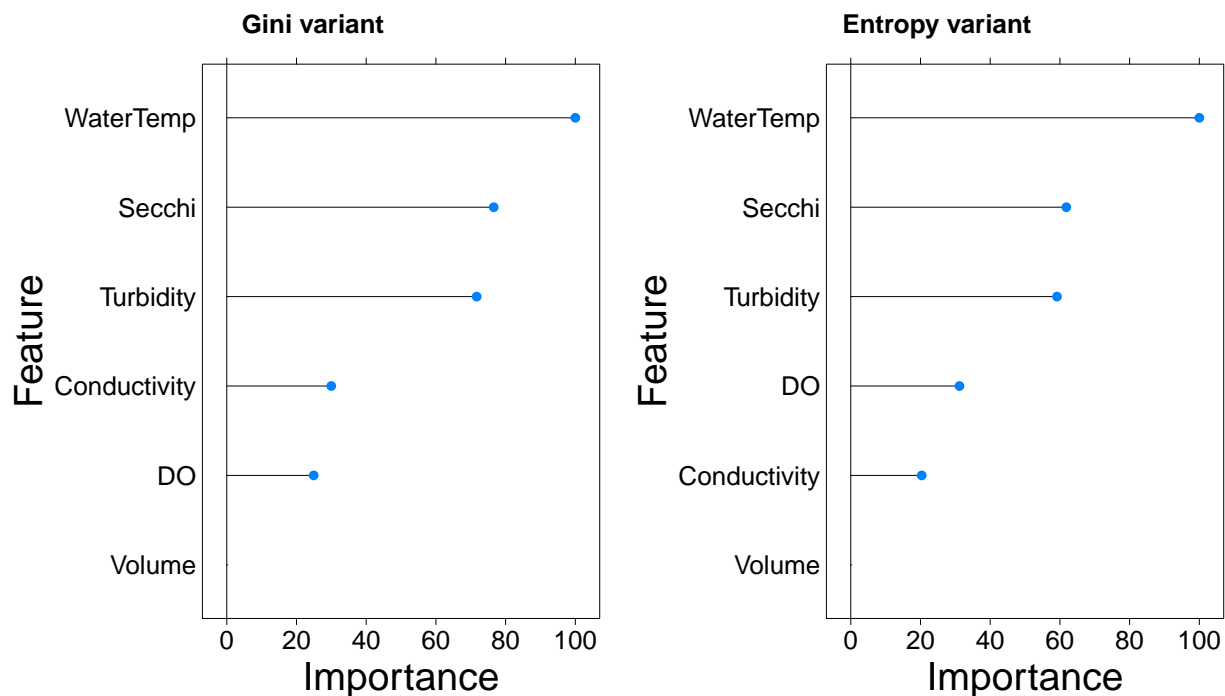 Gini variant
Feature
WaterTemp
Secchi
Turbidity
Conductivity
DO
Volume
0 20 40 60 80 100
Importance
Entropy variant
Feature
WaterTemp
Secchi
Turbidity
DO
Conductivity
Volume
0 20 40 60 80 100
Importance